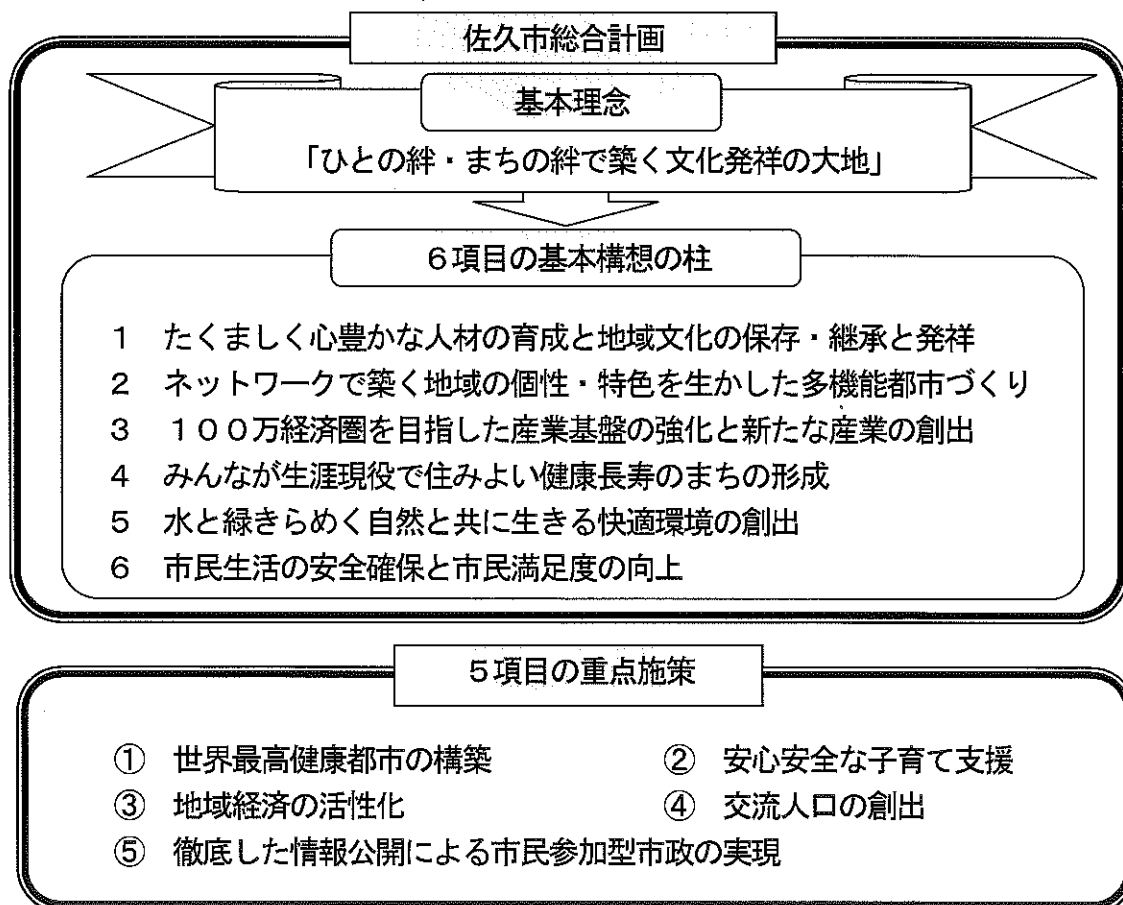 佐久市総合計画
基本理念
「ひとの絆・まちの絆で築く文化発祥の大地」
６項目の基本構想の柱
１　たくましく心豊かな人材の育成と地域文化の保存・継承と発祥
２　ネットワークで築く地域の個性・特色を生かした多機能都市づくり
３　１００万経済圏を目指した産業基盤の強化と新たな産業の創出
４　みんなが生涯現役で住みよい健康長寿のまちの形成
５　水と緑きらめく自然と共に生きる快適環境の創出
６　市民生活の安全確保と市民満足度の向上
５項目の重点施策
①　世界最高健康都市の構築　②　安心安全な子育て支援
③　地域経済の活性化　④　交流人口の創出
⑤　徹底した情報公開による市民参加型市政の実現